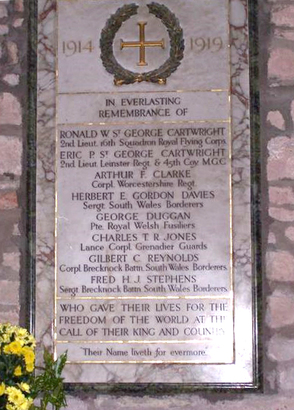 1914 1919
IN EVERLASTING
REMEMBRANCE OF
RONALD W. ST GEORGE CARTWRIGHT
2nd Lieut. 16th Squadron Royal Flying Corps.
ERIC P. ST GEORGE CARTWRIGHT
2nd Lieut. Leinster Regt. & 49th Coy M.G.C.
ARTHUR F. CLARKE
Corpl. Worcestershire Regt.
HERBERT E. GORDON DAVIES
Sergt. South Wales Borderers
GEORGE DUGGAN
Pte. Royal Welsh Fusiliers
CHARLES T. R. JONES
Lance Corpl. Grenadier Guards
GILBERT C. REYNOLDS
Corpl Brecknock Battn. South Wales Borderers.
FRED H. J. STEPHENS
Sergt Brecknock Battn South Wales Borderers.
WHO GAVE THEIR LIVES FOR THE
FREEDOM OF THE WORLD AT THE
CALL OF THEIR KING AND COUNTRY
Their Name liveth for evermore.